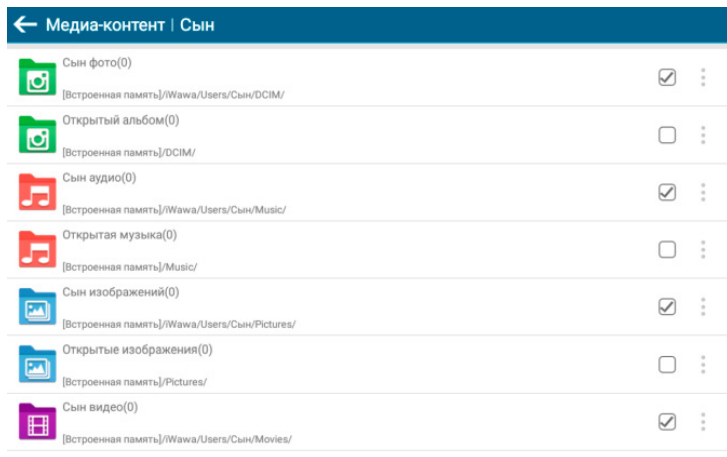 Медиа-контент | Сын
Сын фото(0)
[Встроенная память]/iWawa/Users/Сын/DCIM/
Открытый альбом(0)
[Встроенная память]/DCIM/
Сын аудио(0)
[Встроенная память]/iWawa/Users/Сын/Music/
Открытая музыка(0)
[Встроенная память]/Music/
Сын изображений(0)
[Встроенная память]/iWawa/Users/Сын/Pictures/
Открытые изображения(0)
[Встроенная память]/Pictures/
Сын видео(0)
[Встроенная память]/iWawa/Users/Сын/Movies/